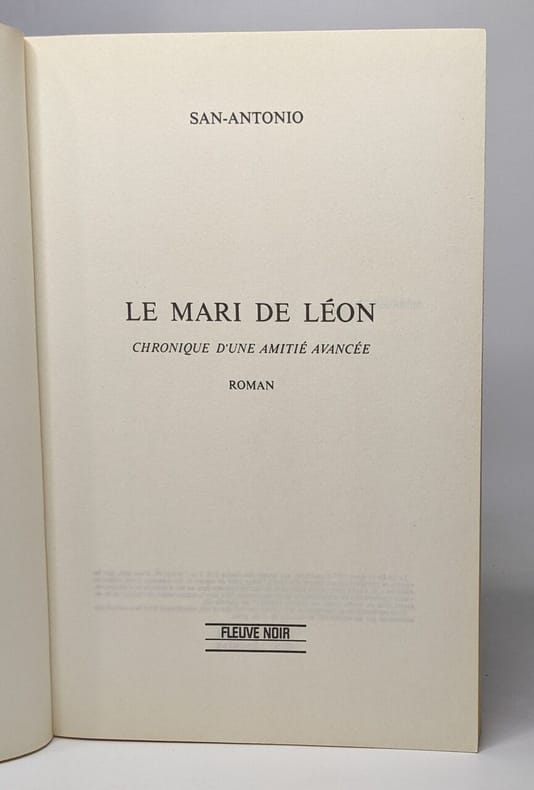 SAN-ANTONIO
LE MARI DE LÉON
CHRONIQUE D'UNE AMITIÉ AVANCÉE
ROMAN
FLEUVE NOIR